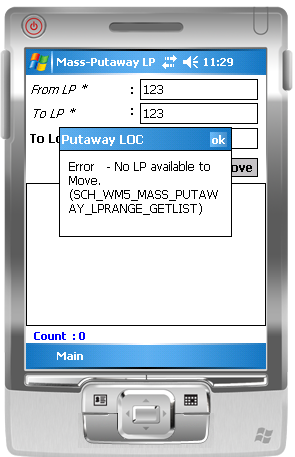 Mass-Putaway LP 11:29
From LP * : 123
To LP * : 123
To Lo
Putaway LOC ok
Error - No LP available to
Move.
(SCH_WM5_MASS_PUTAW
AY_LPRANGE_GETLIST)
ove
Count : 0
Main